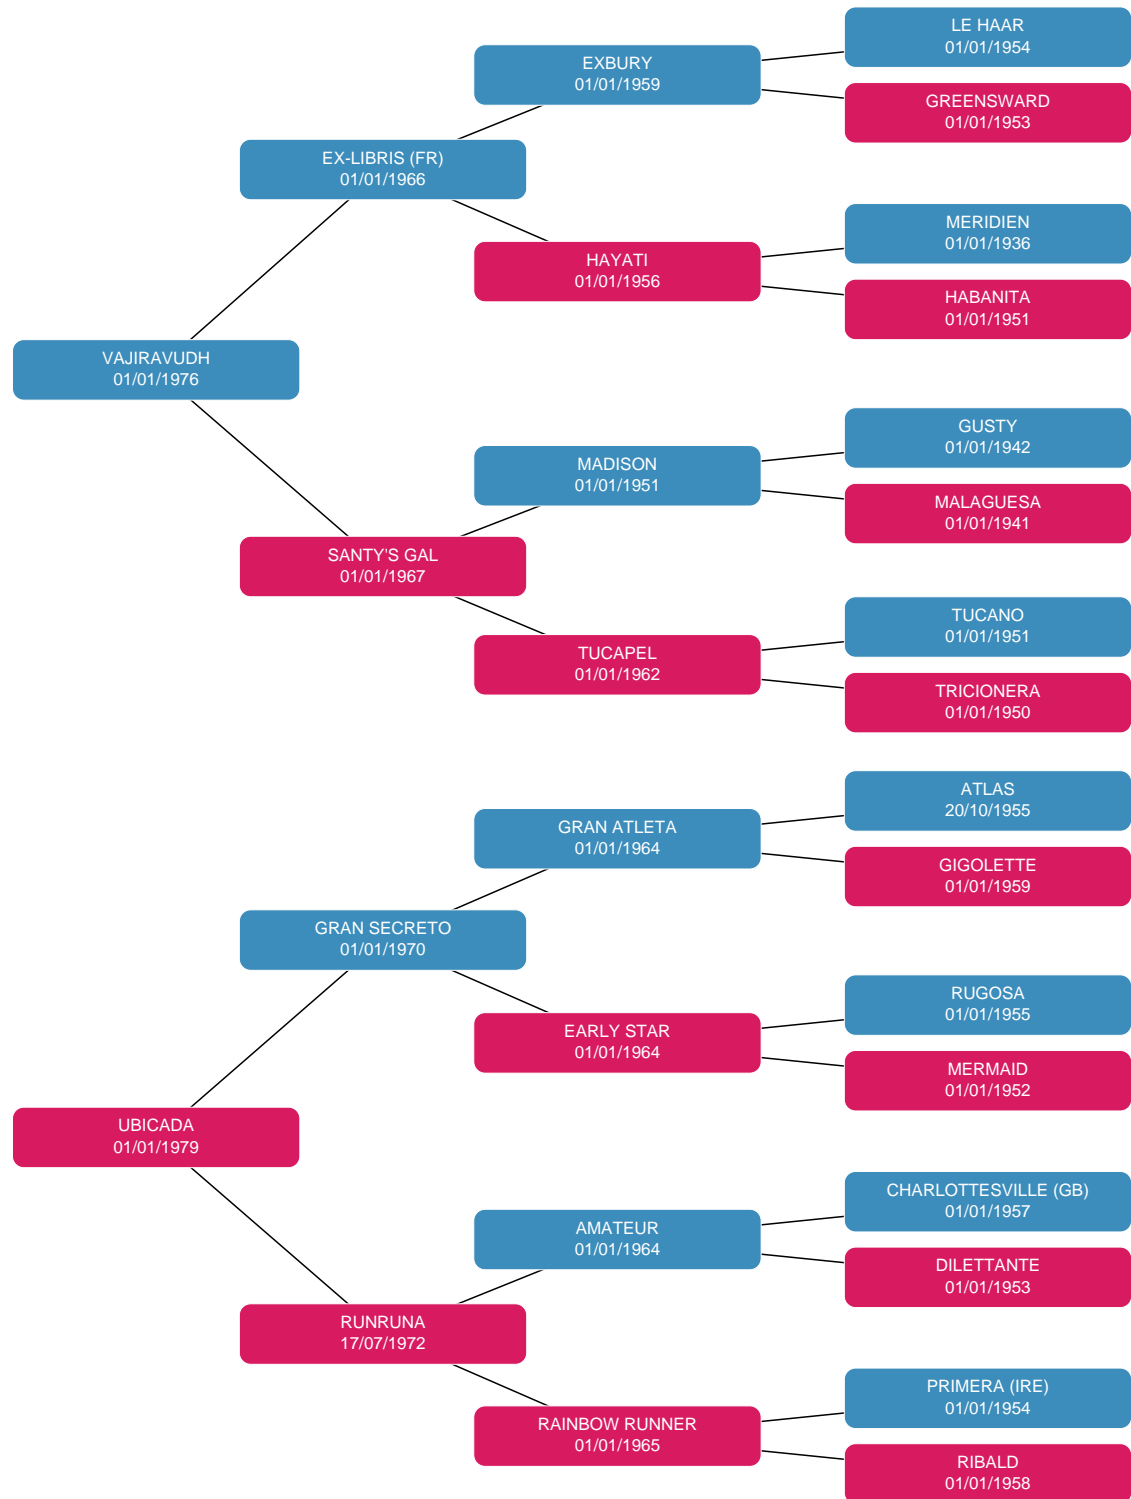 LE HAAR
01/01/1954
EXBURY
01/01/1959
GREENSWARD
01/01/1953
EX-LIBRIS (FR)
01/01/1966
MERIDIEN
01/01/1936
HAYATI
01/01/1956
HABANITA
01/01/1951
VAJIRAVUDH
01/01/1976
GUSTY
01/01/1942
MADISON
01/01/1951
MALAGUESA
01/01/1941
SANTY'S GAL
01/01/1967
TUCANO
01/01/1951
TUCAPEL
01/01/1962
TRICIONERA
01/01/1950
ATLAS
20/10/1955
GRAN ATLETA
01/01/1964
GIGOLETTE
01/01/1959
GRAN SECRETO
01/01/1970
RUGOSA
01/01/1955
EARLY STAR
01/01/1964
MERMAID
01/01/1952
UBICADA
01/01/1979
CHARLOTTESVILLE (GB)
01/01/1957
AMATEUR
01/01/1964
DILETTANTE
01/01/1953
RUNRUNA
17/07/1972
PRIMERA (IRE)
01/01/1954
RAINBOW RUNNER
01/01/1965
RIBALD
01/01/1958